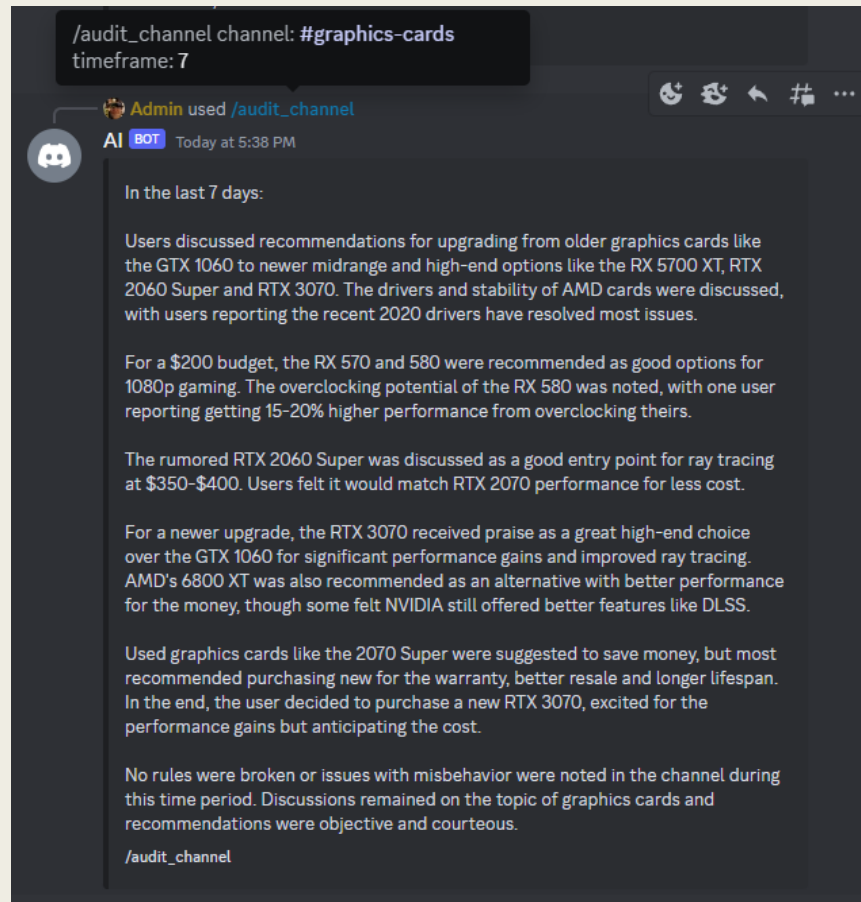 /audit_channel channel: #graphics-cards
timeframe: 7
Admin used /audit_channel
AI BOT Today at 5:38 PM
In the last 7 days:
Users discussed recommendations for upgrading from older graphics cards like
the GTX 1060 to newer midrange and high-end options like the RX 5700 XT, RTX
2060 Super and RTX 3070. The drivers and stability of AMD cards were discussed,
with users reporting the recent 2020 drivers have resolved most issues.
For a $200 budget, the RX 570 and 580 were recommended as good options for
1080p gaming. The overclocking potential of the RX 580 was noted, with one user
reporting getting 15-20% higher performance from overclocking theirs.
The rumored RTX 2060 Super was discussed as a good entry point for ray tracing
at $350-$400. Users felt it would match RTX 2070 performance for less cost.
For a newer upgrade, the RTX 3070 received praise as a great high-end choice
over the GTX 1060 for significant performance gains and improved ray tracing.
AMD's 6800 XT was also recommended as an alternative with better performance
for the money, though some felt NVIDIA still offered better features like DLSS.
Used graphics cards like the 2070 Super were suggested to save money, but most
recommended purchasing new for the warranty, better resale and longer lifespan.
In the end, the user decided to purchase a new RTX 3070, excited for the
performance gains but anticipating the cost.
No rules were broken or issues with misbehavior were noted in the channel during
this time period. Discussions remained on the topic of graphics cards and
recommendations were objective and courteous.
/audit_channel